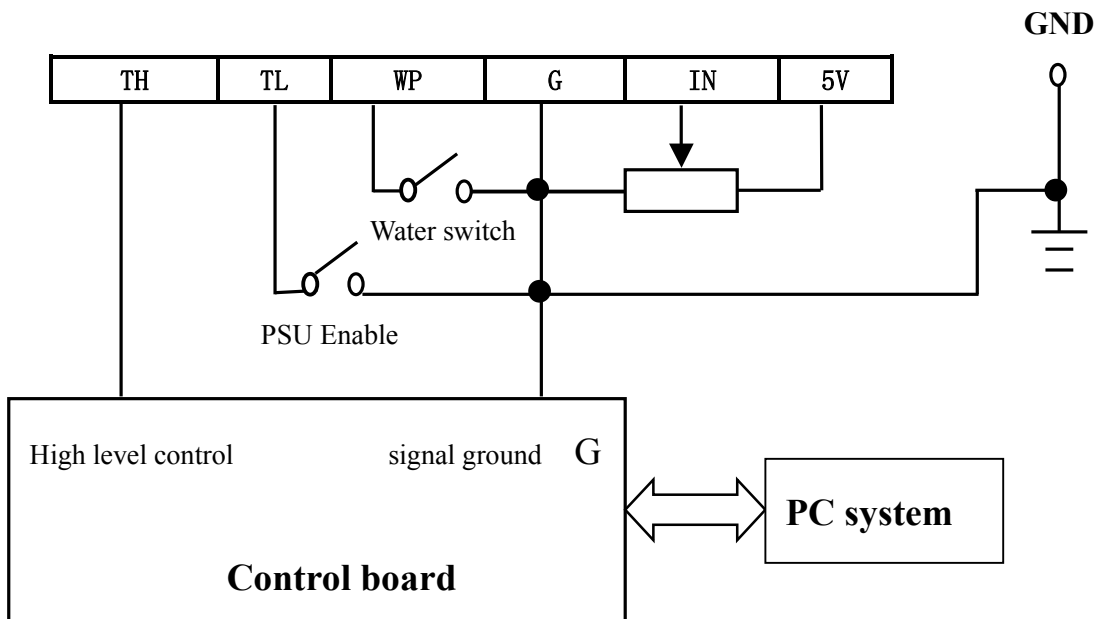 GND
TH TL WP G IN 5V
Water switch
PSU Enable
High level control signal ground G
PC system
Control board